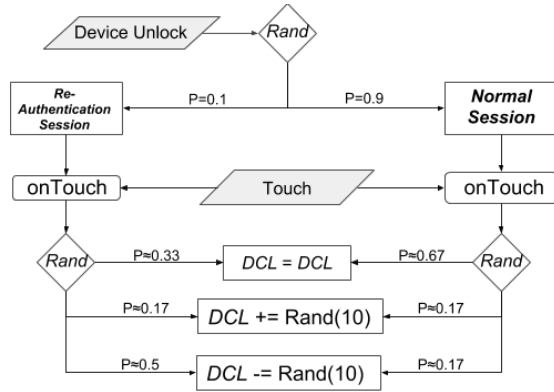 Device Unlock
Rand
P=0.1
P=0.9
Re-
Authentication
Session
Normal
Session
onTouch
Touch
onTouch
Rand
P≈0.33
DCL = DCL
P≈0.67
Rand
P≈0.17
DCL += Rand(10)
P≈0.17
P≈0.5
DCL -= Rand(10)
P≈0.17